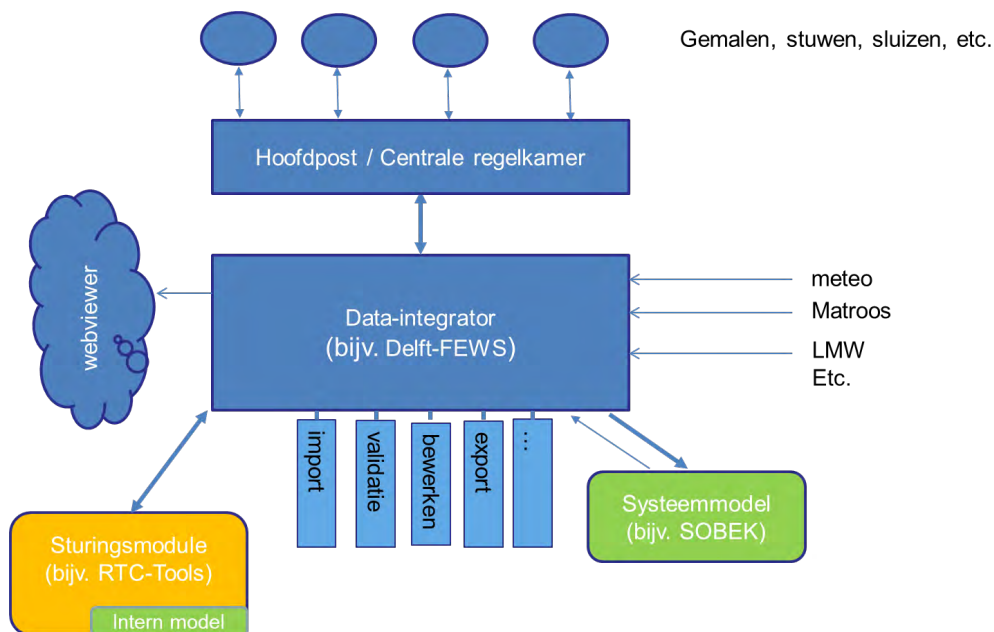 Gemalen, stuwen, sluizen, etc.
Hoofdpost / Centrale regelkamer
webviewer
Data-integrator
(bijv. Delft-FEWS)
meteo
Matroos
LMW
Etc.
import
validatie
bewerken
export
...
Systeemmodel
(bijv. SOBEK)
Sturingsmodule
(bijv. RTC-Tools)
Intern model